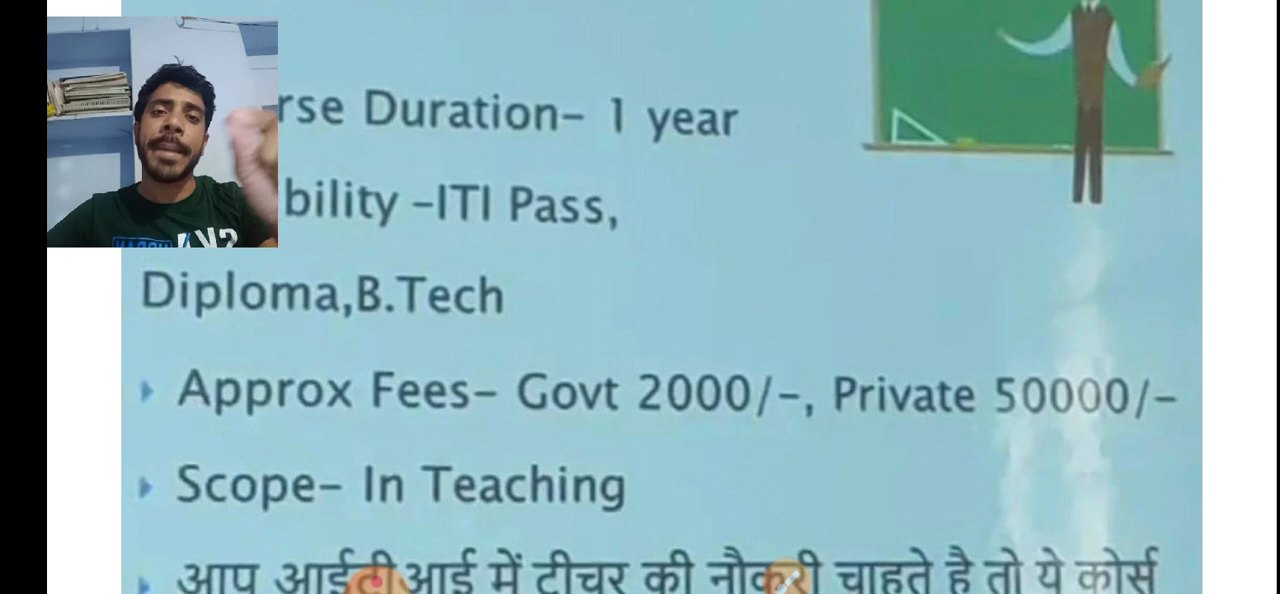 rse Duration- 1 year
bility -ITI Pass,
Diploma,B.Tech
Approx Fees- Govt 2000/-, Private 50000/-
Scope- In Teaching
आप आईटीआई में टीचर की नौकरी चाहते है तो ये कोर्स